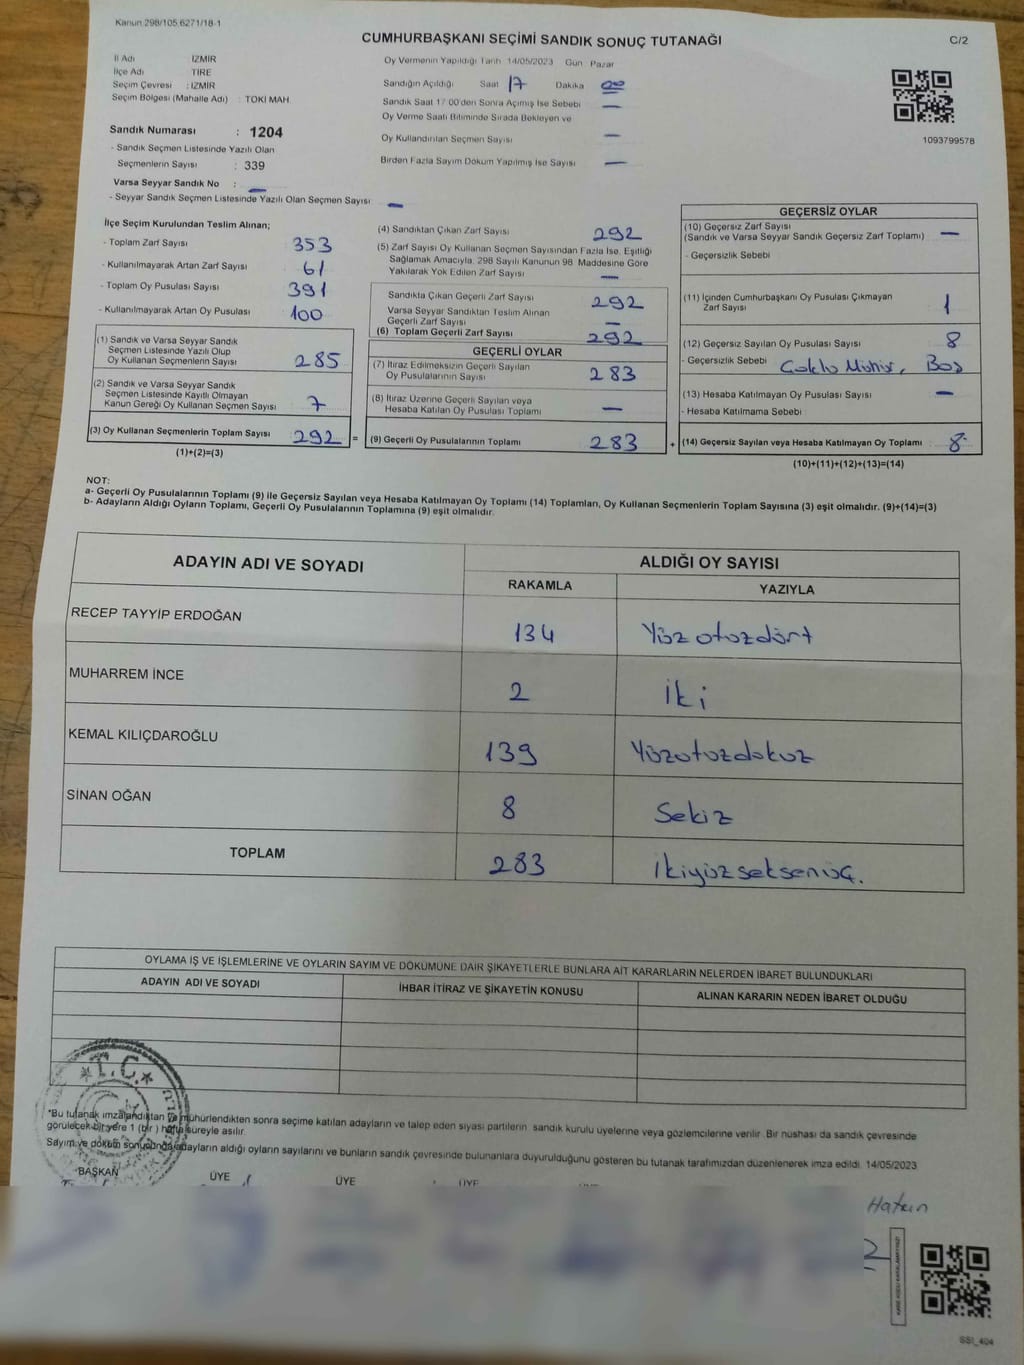 Kanun 298/105.6271/18-1
CUMHURBAŞKANI SEÇİMİ SANDIK SONUÇ TUTANAĞI
C/2
İl Adı : İZMİR
İlçe Adı : TİRE
Seçim Çevresi : İZMİR
Seçim Bölgesi (Mahalle Adı) : TOKİ MAH.
Sandık Numarası : 1204
- Sandık Seçmen Listesinde Yazılı Olan
Seçmenlerin Sayısı : 339
Varsa Seyyar Sandık No : —
- Seyyar Sandık Seçmen Listesinde Yazılı Olan Seçmen Sayısı —
Oy Vermenin Yapıldığı Tarih 14/05/2023 Gün Pazar
Sandığın Açıldığı Saat 17 Dakika 00
Sandık Saat 17 00'den Sonra Açılmış İse Sebebi —
Oy Verme Saati Bitiminde Sırada Bekleyen ve
Oy Kullandırılan Seçmen Sayısı —
Birden Fazla Sayım Döküm Yapılmış İse Sayısı —
1093799578
İlçe Seçim Kurulundan Teslim Alınan;
- Toplam Zarf Sayısı 353
- Kullanılmayarak Artan Zarf Sayısı 61
- Toplam Oy Pusulası Sayısı 391
- Kullanılmayarak Artan Oy Pusulası 100
(1) Sandık ve Varsa Seyyar Sandık
Seçmen Listesinde Yazılı Olup
Oy Kullanan Seçmenlerin Sayısı 285
(2) Sandık ve Varsa Seyyar Sandık
Seçmen Listesinde Kayıtlı Olmayan
Kanun Gereği Oy Kullanan Seçmen Sayısı 7
(3) Oy Kullanan Seçmenlerin Toplam Sayısı 292 =
(1)+(2)=(3)
(4) Sandıktan Çıkan Zarf Sayısı 292
(5) Zarf Sayısı Oy Kullanan Seçmen Sayısından Fazla İse, Eşitliği
Sağlamak Amacıyla, 298 Sayılı Kanunun 98. Maddesine Göre
Yakılarak Yok Edilen Zarf Sayısı —
Sandıkla Çıkan Geçerli Zarf Sayısı 292
Varsa Seyyar Sandıktan Teslim Alınan
Geçerli Zarf Sayısı —
(6) Toplam Geçerli Zarf Sayısı 292
GEÇERLİ OYLAR
(7) İtiraz Edilmeksizin Geçerli Sayılan
Oy Pusulalarının Sayısı 283
(8) İtiraz Üzerine Geçerli Sayılan veya
Hesaba Katılan Oy Pusulası Toplamı —
(9) Geçerli Oy Pusulalarının Toplamı 283 +
GEÇERSİZ OYLAR
(10) Geçersiz Zarf Sayısı
(Sandık ve Varsa Seyyar Sandık Geçersiz Zarf Toplamı) —
- Geçersizlik Sebebi
(11) İçinden Cumhurbaşkanı Oy Pusulası Çıkmayan
Zarf Sayısı 1
(12) Geçersiz Sayılan Oy Pusulası Sayısı 8
- Geçersizlik Sebebi Çoklu Mühür, Boş
(13) Hesaba Katılmayan Oy Pusulası Sayısı —
- Hesaba Katılmama Sebebi
(14) Geçersiz Sayılan veya Hesaba Katılmayan Oy Toplamı : 8
(10)+(11)+(12)+(13)=(14)
NOT:
a- Geçerli Oy Pusulalarının Toplamı (9) ile Geçersiz Sayılan veya Hesaba Katılmayan Oy Toplamı (14) Toplamları, Oy Kullanan Seçmenlerin Toplam Sayısına (3) eşit olmalıdır. (9)+(14)=(3)
b- Adayların Aldığı Oyların Toplamı, Geçerli Oy Pusulalarının Toplamına (9) eşit olmalıdır.
ADAYIN ADI VE SOYADI ALDIĞI OY SAYISI
RAKAMLA YAZIYLA
RECEP TAYYİP ERDOĞAN 134 Yüzotuzdört
MUHARREM İNCE 2 iki
KEMAL KILIÇDAROĞLU 139 Yüzotuzdokuz
SİNAN OĞAN 8 Sekiz
TOPLAM 283 İkiyüzseksenüç.
OYLAMA İŞ VE İŞLEMLERİNE VE OYLARIN SAYIM VE DÖKÜMÜNE DAİR ŞİKAYETLERLE BUNLARA AİT KARARLARIN NELERDEN İBARET BULUNDUKLARI
ADAYIN ADI VE SOYADI İHBAR İTİRAZ VE ŞİKAYETİN KONUSU ALINAN KARARIN NEDEN İBARET OLDUĞU
T.C.
*Bu tutanak imzalandıktan ve mühürlendikten sonra seçime katılan adayların ve talep eden siyasi partilerin sandık kurulu üyelerine veya gözlemcilerine verilir. Bir nüshası da sandık çevresinde
görülecek bir yere 1 (bir) hafta süreyle asılır.
Sayım ve döküm sonucunda adayların aldığı oyların sayılarını ve bunların sandık çevresinde bulunanlara duyurulduğunu gösteren bu tutanak tarafımızdan düzenlenerek imza edildi. 14/05/2023
BAŞKAN ÜYE ÜYE ÜYE
SSI_404